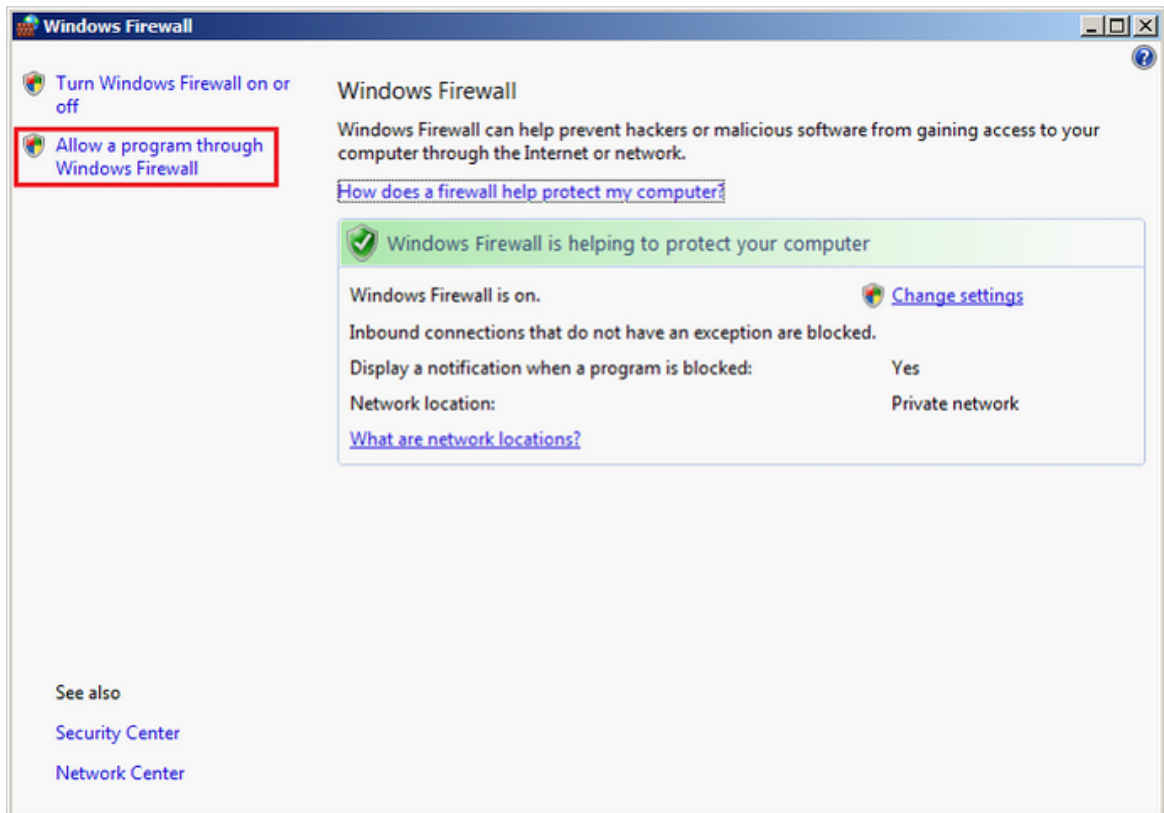 Windows Firewall
Turn Windows Firewall on or
off
Allow a program through
Windows Firewall
Windows Firewall
Windows Firewall can help prevent hackers or malicious software from gaining access to your
computer through the Internet or network.
How does a firewall help protect my computer?
Windows Firewall is helping to protect your computer
Windows Firewall is on.
Change settings
Inbound connections that do not have an exception are blocked.
Display a notification when a program is blocked: Yes
Network location: Private network
What are network locations?
See also
Security Center
Network Center